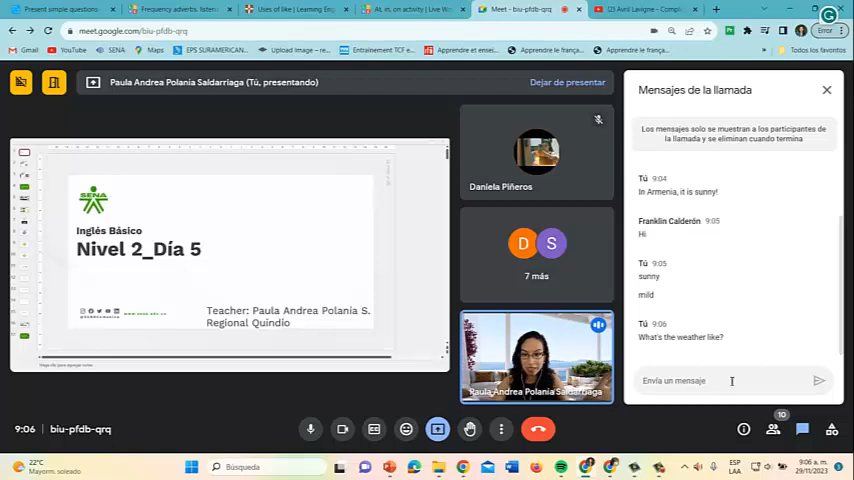 Present simple questions
Frequency adverbs, listeni
Uses of like | Learning Eng
At, in, on activity | Live Wo
Meet - biu-pfdb-qrq
(2) Avril Lavigne - Compli
meet.google.com/biu-pfdb-qrq
Error
Gmail
YouTube
SENA
Maps
EPS SURAMERICAN...
Upload Image – re...
Entrainement TCF e...
Apprendre et ensei...
Apprendre le franç...
Apprendre le franç...
Todos los favoritos
Paula Andrea Polanía Saldarriaga (Tú, presentando)
Dejar de presentar
SENA
Inglés Básico
Nivel 2_Día 5
Teacher: Paula Andrea Polanía S.
Regional Quindío
Daniela Piñeros
D
S
7 más
Paula Andrea Polanía Saldarriaga
Mensajes de la llamada
Los mensajes solo se muestran a los participantes de
la llamada y se eliminan cuando termina
Tú 9:04
In Armenia, it is sunny!
Franklin Calderón 9:05
Hi
Tú 9:05
sunny
mild
Tú 9:06
What's the weather like?
Envía un mensaje
9:06
biu-pfdb-qrq
10
22°C
Mayorm. soleado
Búsqueda
ESP
LAA
9:06 a. m.
29/11/2023